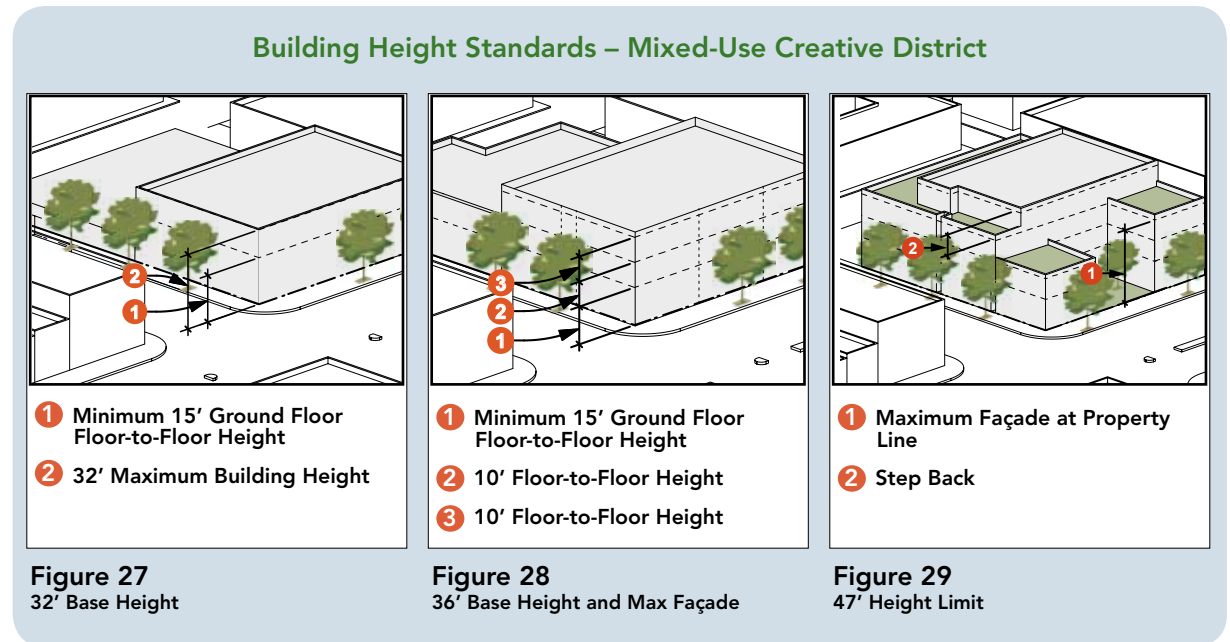 Building Height Standards – Mixed-Use Creative District
2
1
1 Minimum 15’ Ground Floor
Floor-to-Floor Height
2 32’ Maximum Building Height
Figure 27
32’ Base Height
3
2
1
1 Minimum 15’ Ground Floor
Floor-to-Floor Height
2 10’ Floor-to-Floor Height
3 10’ Floor-to-Floor Height
Figure 28
36’ Base Height and Max Façade
2
1
1 Maximum Façade at Property
Line
2 Step Back
Figure 29
47’ Height Limit